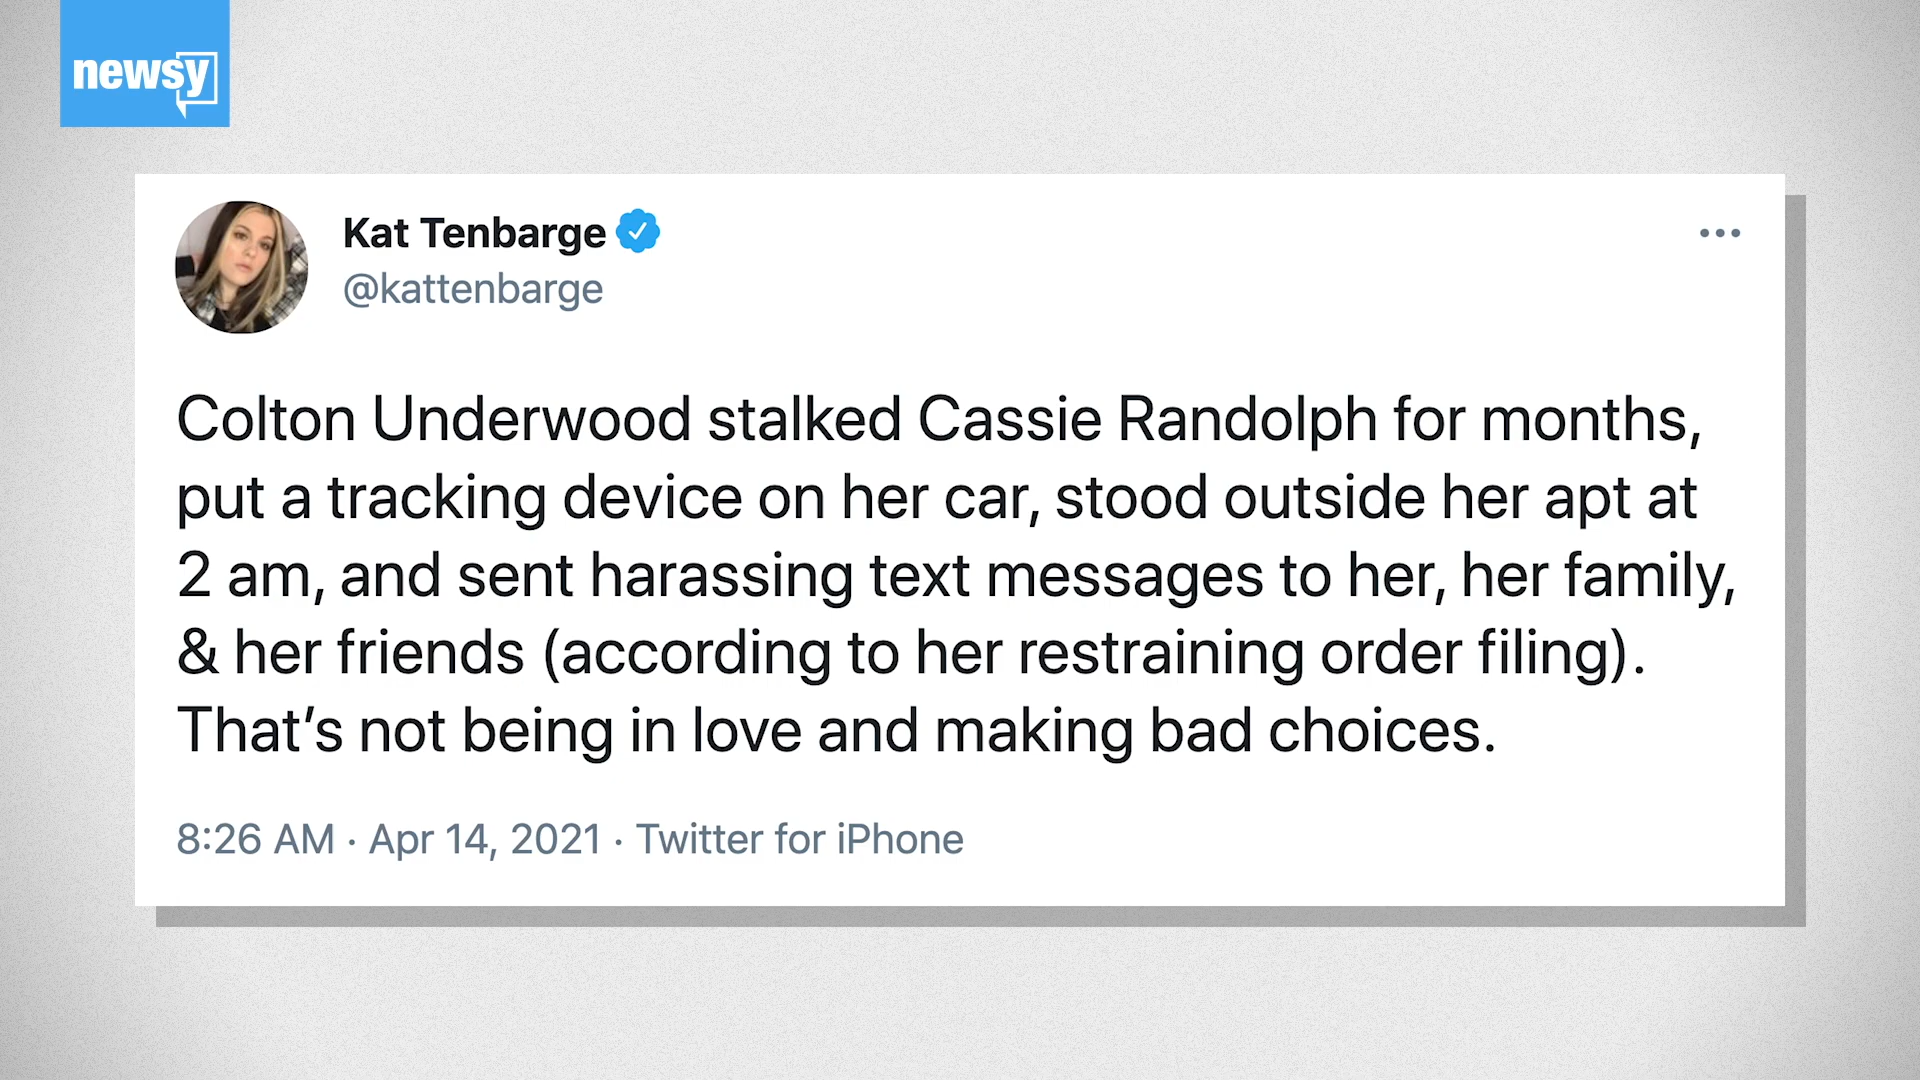 newsy
Kat Tenbarge
@kattenbarge
Colton Underwood stalked Cassie Randolph for months,
put a tracking device on her car, stood outside her apt at
2 am, and sent harassing text messages to her, her family,
& her friends (according to her restraining order filing).
That’s not being in love and making bad choices.
8:26 AM · Apr 14, 2021 · Twitter for iPhone